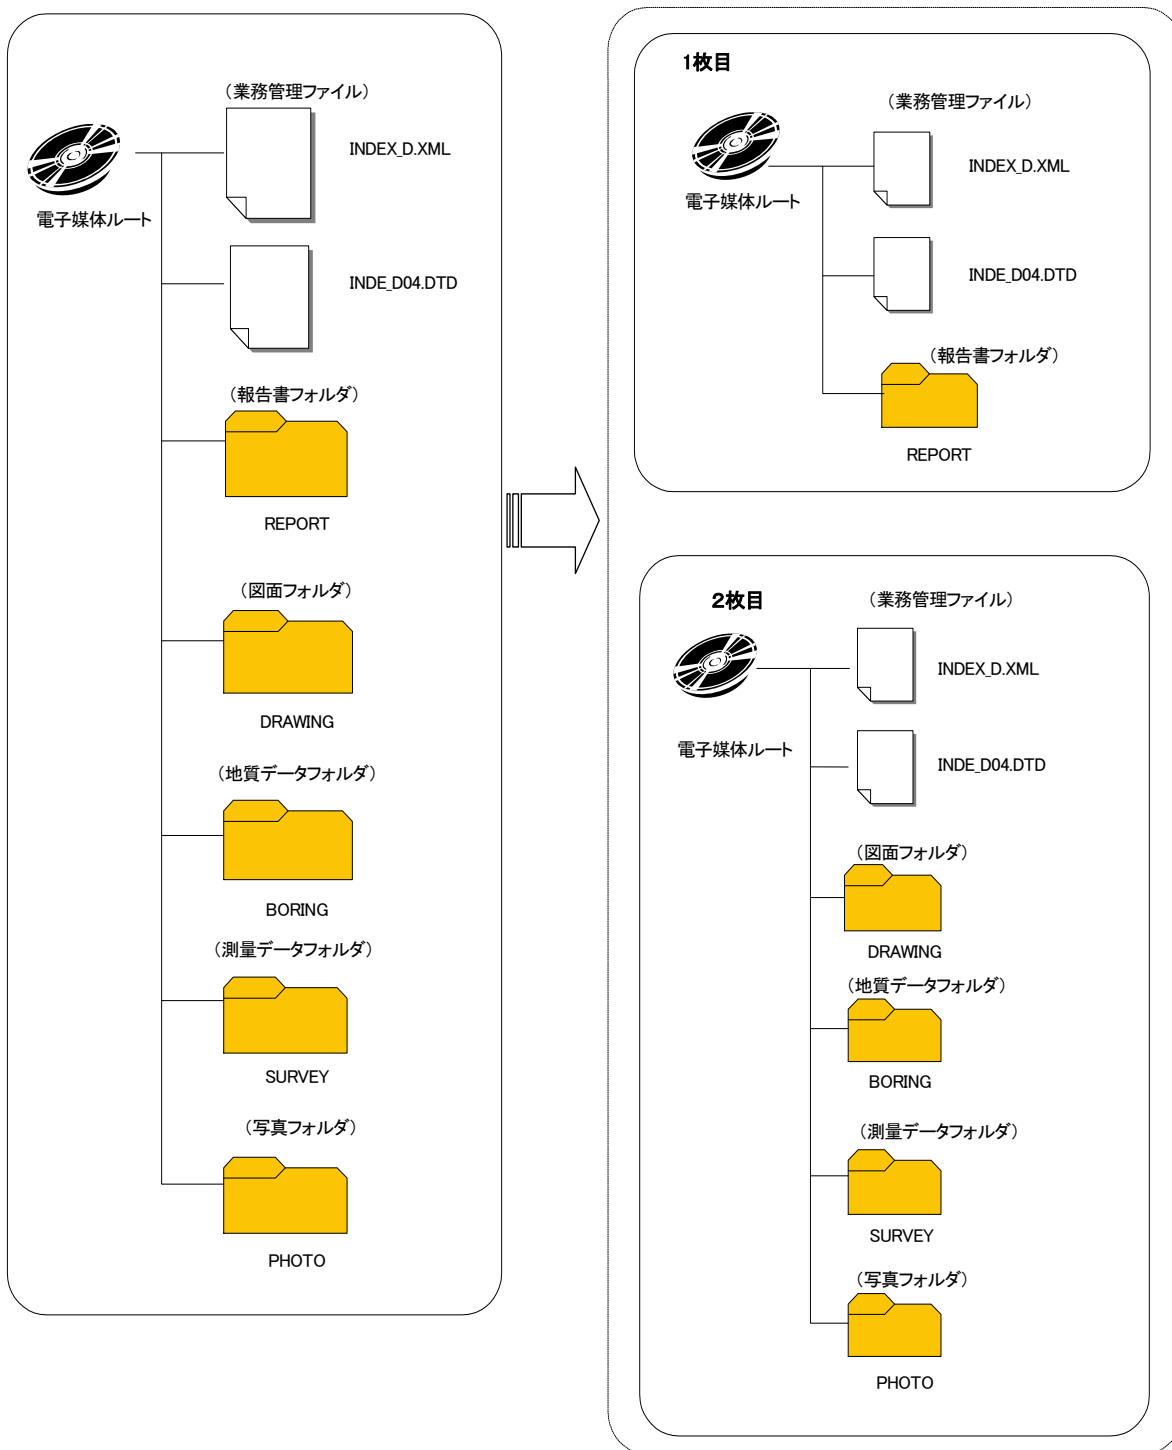 （業務管理ファイル）
INDEX_D.XML
電子媒体ルート
INDE_D04.DTD
（報告書フォルダ）
REPORT
（図面フォルダ）
DRAWING
（地質データフォルダ）
BORING
（測量データフォルダ）
SURVEY
（写真フォルダ）
PHOTO
1枚目
（業務管理ファイル）
INDEX_D.XML
電子媒体ルート
INDE_D04.DTD
（報告書フォルダ）
REPORT
2枚目
（業務管理ファイル）
INDEX_D.XML
電子媒体ルート
INDE_D04.DTD
（図面フォルダ）
DRAWING
（地質データフォルダ）
BORING
（測量データフォルダ）
SURVEY
（写真フォルダ）
PHOTO